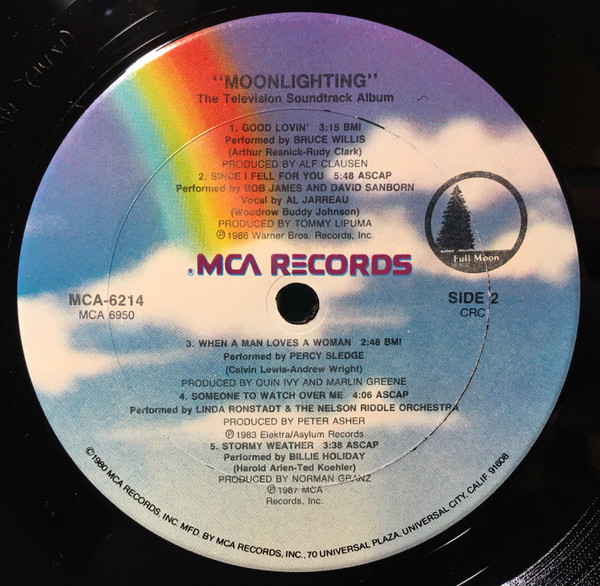 "MOONLIGHTING"
The Television Soundtrack Album
1. GOOD LOVIN' 3:15 BMI
Performed by BRUCE WILLIS
(Arthur Resnick-Rudy Clark)
PRODUCED BY ALF CLAUSEN
2. SINCE I FELL FOR YOU 5:48 ASCAP
Performed by BOB JAMES AND DAVID SANBORN
Vocal by AL JARREAU
(Woodrow Buddy Johnson)
PRODUCED BY TOMMY LIPUMA
℗1986 Warner Bros. Records, Inc.
Full Moon
®MCA RECORDS
MCA-6214
MCA 6950
SIDE 2
CRC
3. WHEN A MAN LOVES A WOMAN 2:48 BMI
Performed by PERCY SLEDGE
(Calvin Lewis-Andrew Wright)
PRODUCED BY QUIN IVY AND MARLIN GREENE
4. SOMEONE TO WATCH OVER ME 4:06 ASCAP
Performed by LINDA RONSTADT & THE NELSON RIDDLE ORCHESTRA
PRODUCED BY PETER ASHER
℗1983 Elektra/Asylum Records
5. STORMY WEATHER 3:38 ASCAP
Performed by BILLIE HOLIDAY
(Harold Arlen-Ted Koehler)
PRODUCED BY NORMAN GRANZ
℗1987 MCA
Records, Inc.
©1980 MCA RECORDS, INC. MFD. BY MCA RECORDS, INC., 70 UNIVERSAL PLAZA, UNIVERSAL CITY, CALIF. 91608